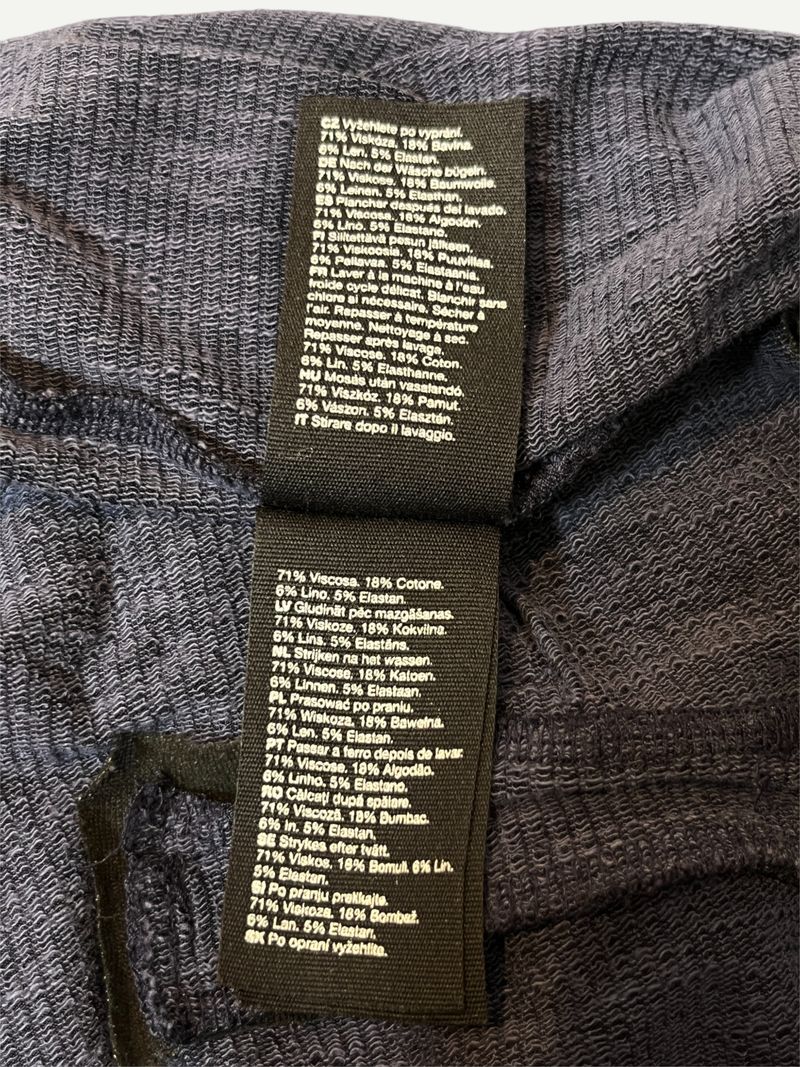 CZ Vyžehlete po vyprání.
71% Viskóza, 18% Bavlna,
6% Len, 5% Elastan.
DE Nach der Wäsche bügeln.
71% Viscose, 18% Baumwolle,
6% Leinen, 5% Elasthan.
ES Planchar después del lavado.
71% Viscosa, 18% Algodón,
6% Lino, 5% Elastano.
FI Silitettävä pesun jälkeen.
71% Viskoosia, 18% Puuvillaa,
6% Pellavaa, 5% Elastaania.
FR Laver à la machine à l'eau
froide cycle délicat. Blanchir sans
chlore si nécessaire. Sécher à
l'air. Repasser à température
moyenne. Nettoyage à sec.
Repasser après lavage.
71% Viscose, 18% Coton,
6% Lin, 5% Elasthanne.
HU Mosás után vasalandó.
71% Viszkóz, 18% Pamut,
6% Vászon, 5% Elasztán.
IT Stirare dopo il lavaggio.
71% Viscosa, 18% Cotone,
6% Lino, 5% Elastan.
LV Gludināt pēc mazgāšanas.
71% Viskoze, 18% Kokvilna,
6% Lins, 5% Elastāns.
NL Strijken na het wassen.
71% Viscose, 18% Katoen,
6% Linnen, 5% Elastaan.
PL Prasować po praniu.
71% Wiskoza, 18% Bawełna,
6% Len, 5% Elastan.
PT Passar a ferro depois de lavar.
71% Viscose, 18% Algodão,
6% Linho, 5% Elastano.
RO Călcați după spălare.
71% Viscoză, 18% Bumbac,
6% In, 5% Elastan.
SE Strykes efter tvätt.
71% Viskos, 18% Bomull, 6% Lin,
5% Elastan.
SI Po pranju prelikajte.
71% Viskoza, 18% Bombaž,
6% Lan, 5% Elastan.
SK Po opraní vyžehlite.